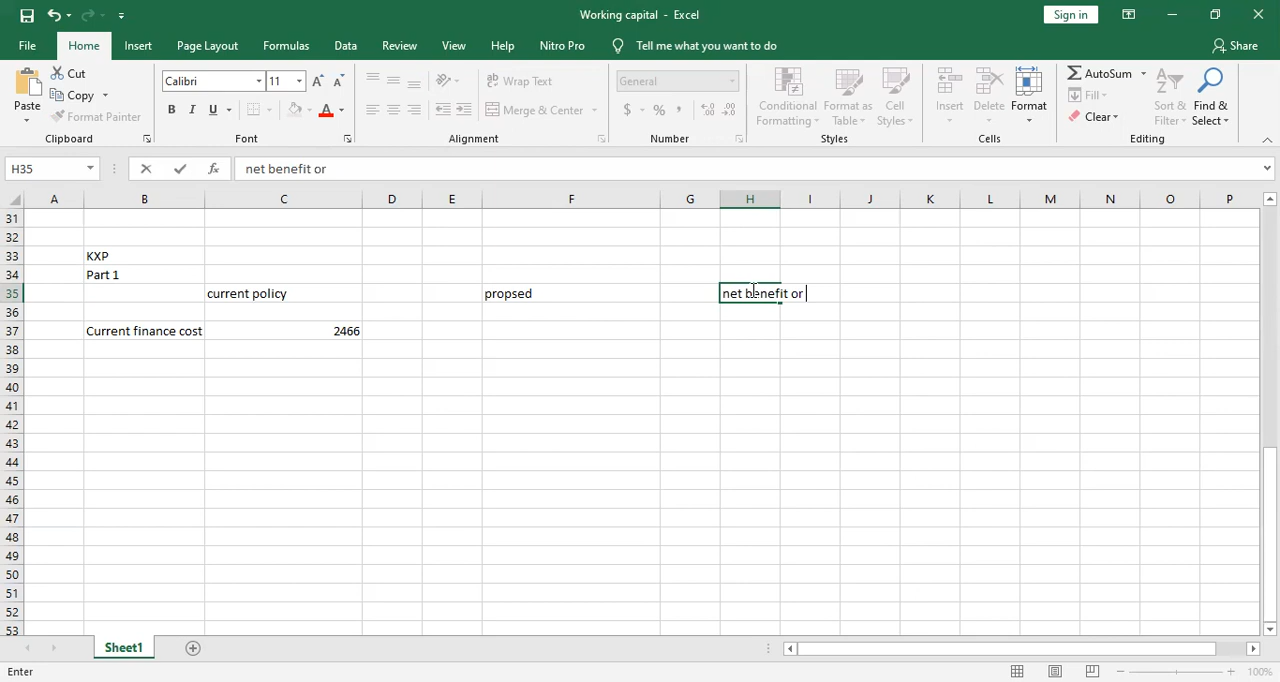 Working capital - Excel
Sign in
File Home Insert Page Layout Formulas Data Review View Help Nitro Pro Tell me what you want to do Share
Paste Cut Copy Format Painter Clipboard
Calibri 11 A A B I U A Font
ab Wrap Text Merge & Center Alignment
General $ % , Number
Conditional Formatting Format as Table Cell Styles Styles
Insert Delete Format Cells
AutoSum Fill Clear Sort & Filter Find & Select Editing
H35 fx net benefit or
A B C D E F G H I J K L M N O P
31
32
33 KXP
34 Part 1
35 current policy propsed net benefit or
36
37 Current finance cost 2466
38
39
40
41
42
43
44
45
46
47
48
49
50
51
52
53
Sheet1
Enter 100%